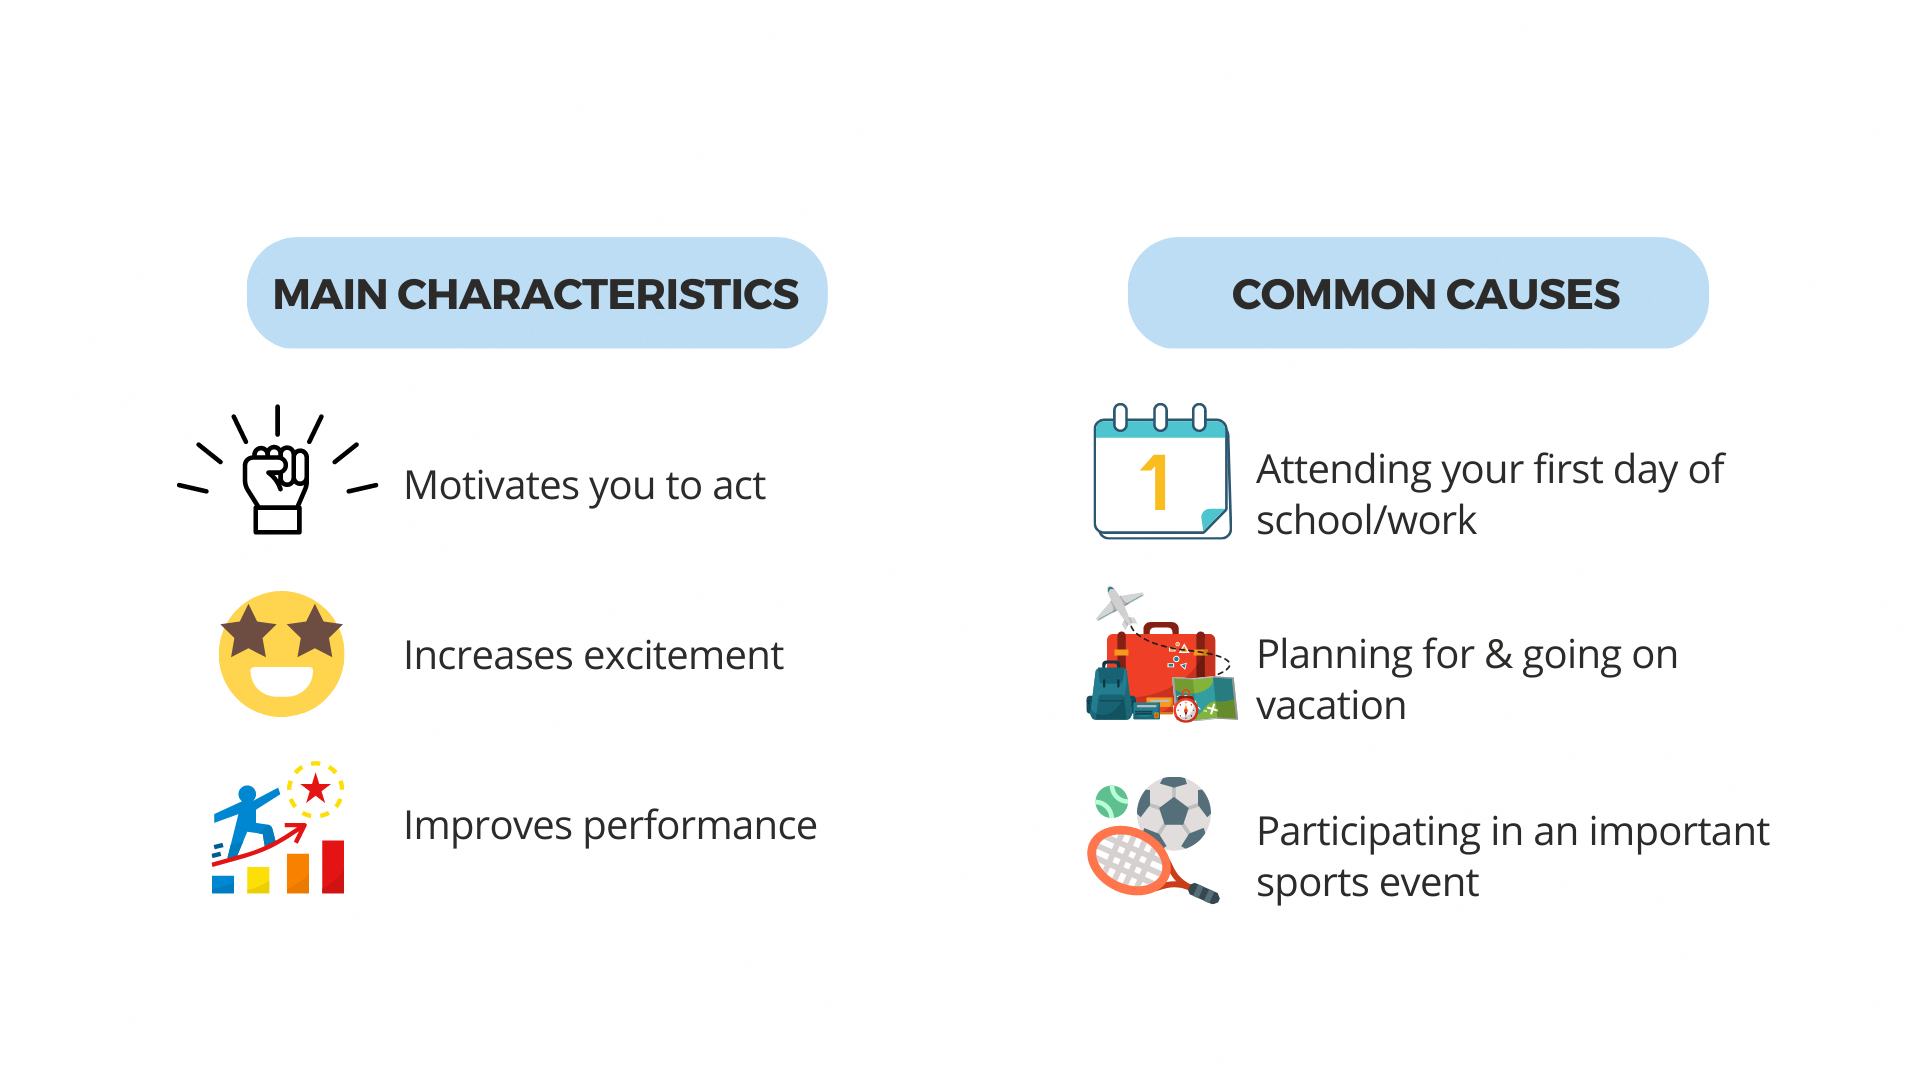 MAIN CHARACTERISTICS
Motivates you to act
Increases excitement
Improves performance
COMMON CAUSES
1
Attending your first day of
school/work
Planning for & going on
vacation
Participating in an important
sports event